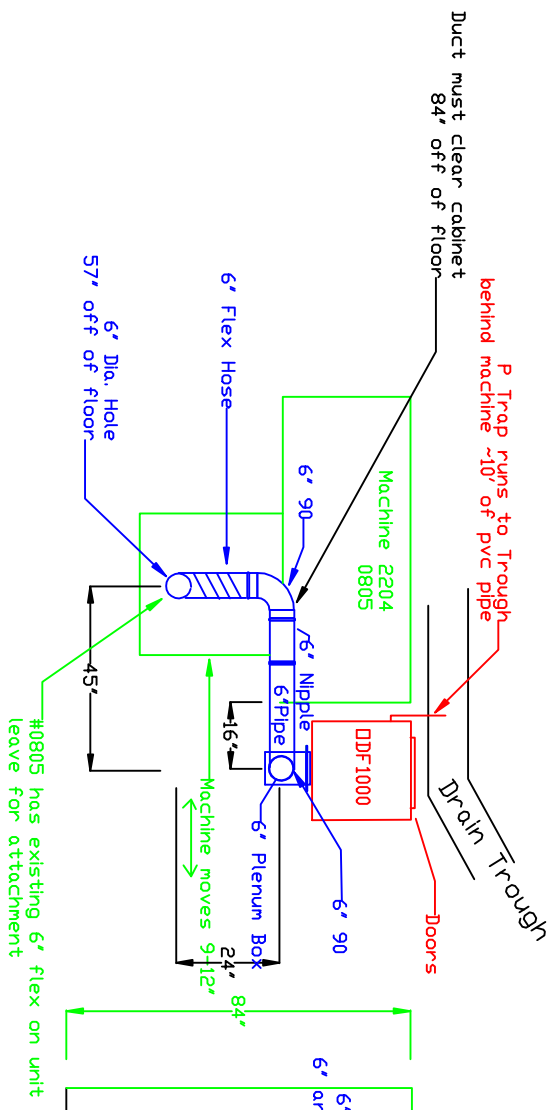 Drain Trough
P Trap runs to Trough
behind machine ~10' of pvc pipe
Duct must clear cabinet
84" off of floor
Doors
Machine 2204
0805
ODF1000
6" 90
6" 90
6" Nipple
6"Pipe
6" Plenum Box
16"
24"
84"
6" Flex Hose
Machine moves 9-12"
6" Dia. Hole
57" off of floor
45"
#0805 has existing 6" flex on unit
leave for attachment
6"
6"